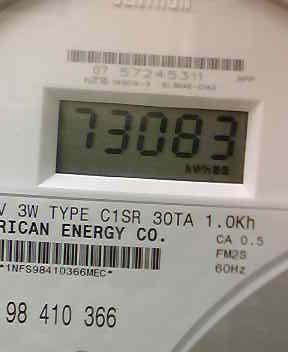 07 57245311
73083
kWh
V 3W TYPE C1SR 30TA 1.0Kh
RICAN ENERGY CO.
CA 0.5
FM2S
60Hz
*1NFS98410366MEC*
98 410 366